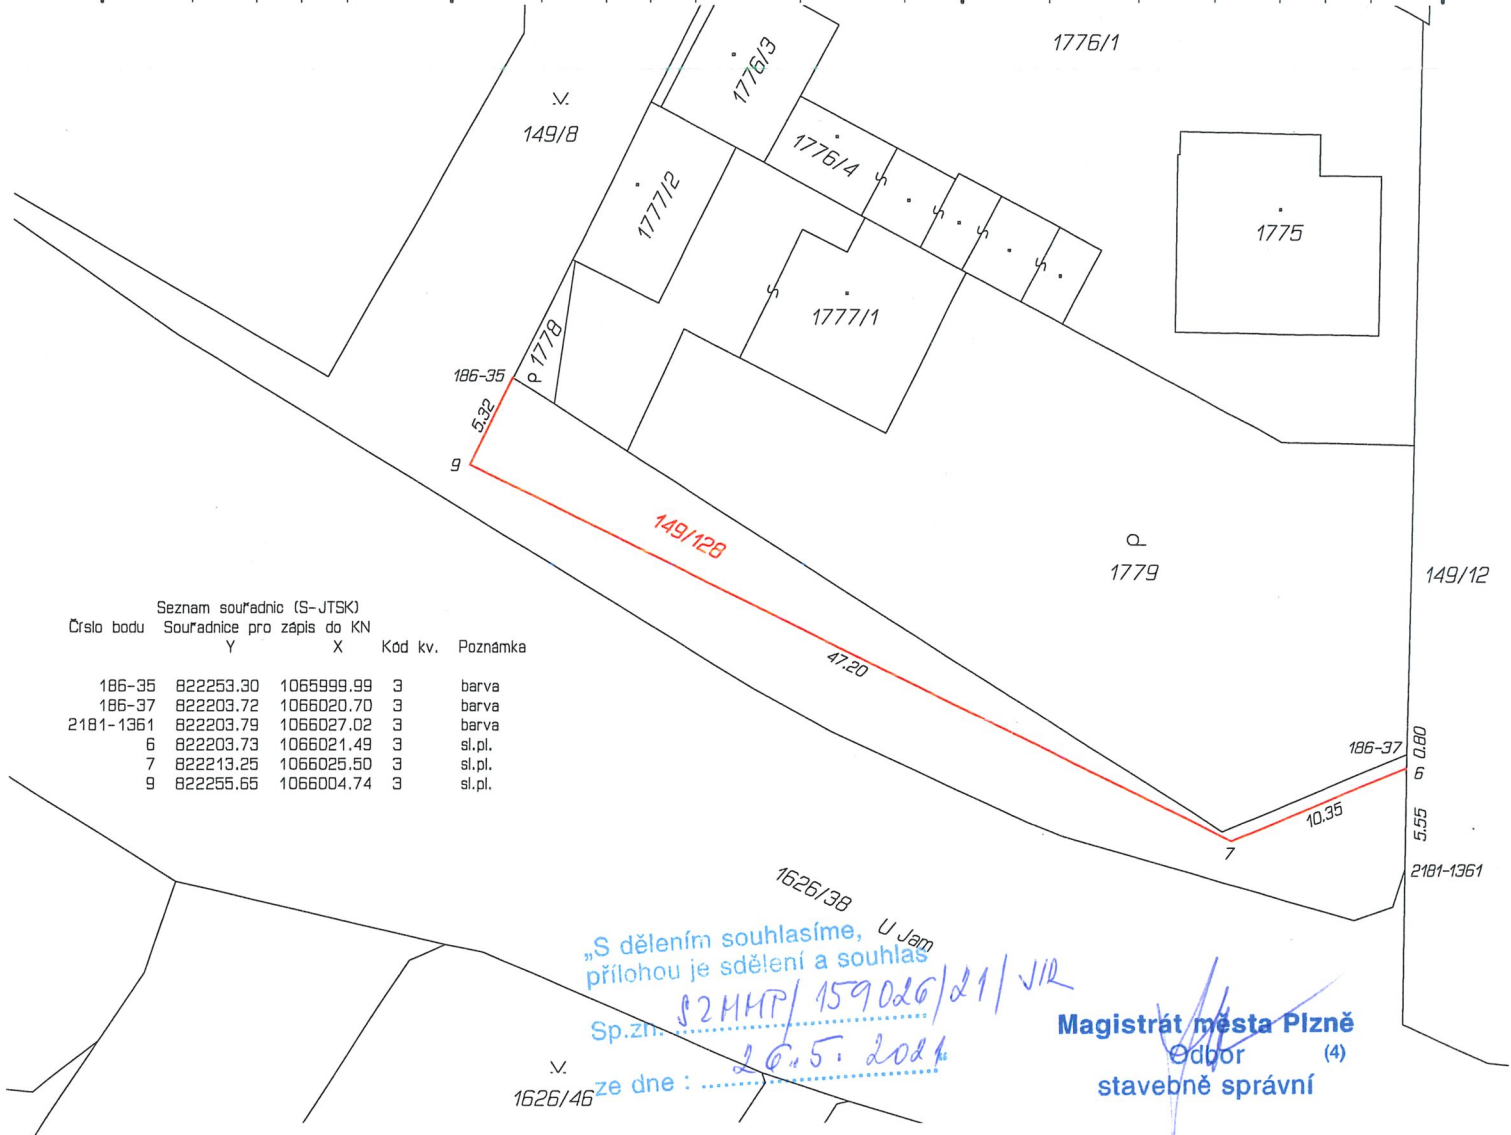 1776/1
1776/3
149/8
1776/4
1777/2
1775
1777/1
P 1778
186-35
5.32
9
149/128
P
1779
149/12
47.20
Seznam souřadnic (S-JTSK)
Číslo bodu Souřadnice pro zápis do KN
Y X Kód kv. Poznámka
186-35 822253.30 1065999.99 3 barva
186-37 822203.72 1066020.70 3 barva
2181-1361 822203.79 1066027.02 3 barva
6 822203.73 1066021.49 3 sl.pl.
7 822213.25 1066025.50 3 sl.pl.
9 822255.65 1066004.74 3 sl.pl.
186-37
0.80
6
10.35
5.55
7
2181-1361
1626/38
U Jam
„S dělením souhlasíme,
přílohou je sdělení a souhlas
Sp.zn. SZMMP/159026/21/JIR
ze dne : 26.5. 2021“
Magistrát města Plzně
Odbor (4)
stavebně správní
1626/46